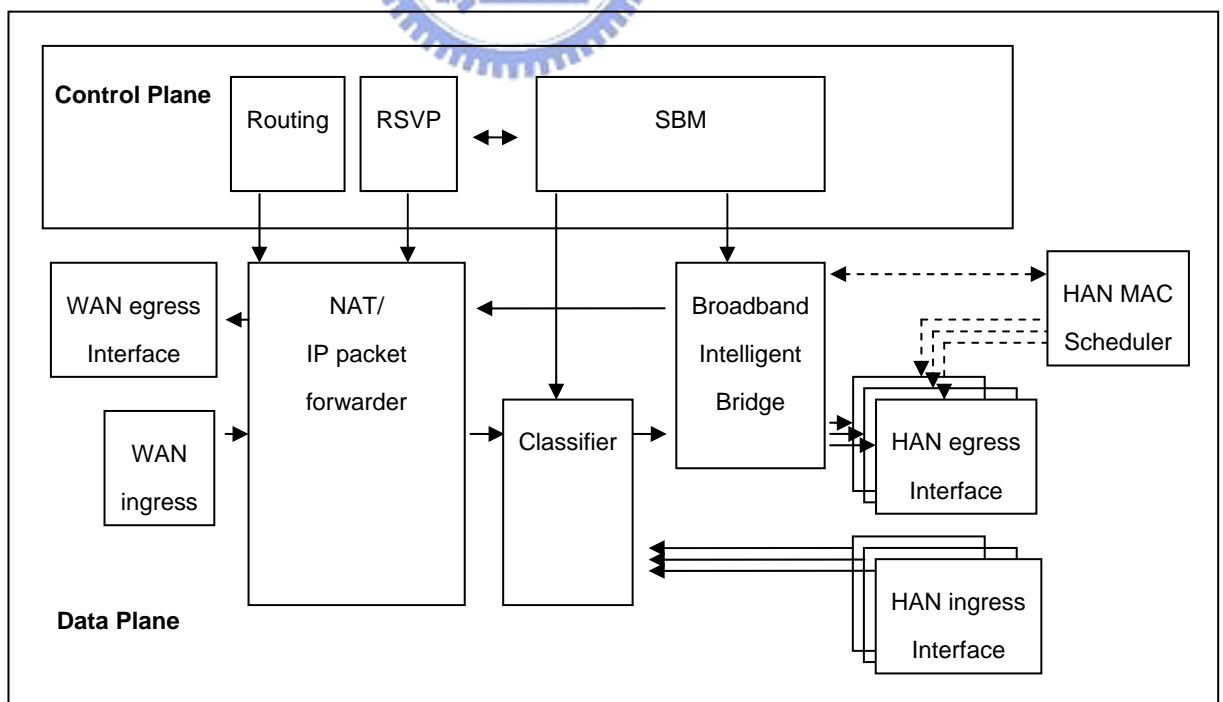 Control Plane
Routing
RSVP
SBM
WAN egress
Interface
NAT/
IP packet
forwarder
Broadband
Intelligent
Bridge
HAN MAC
Scheduler
WAN
ingress
Classifier
HAN egress
Interface
HAN ingress
Interface
Data Plane